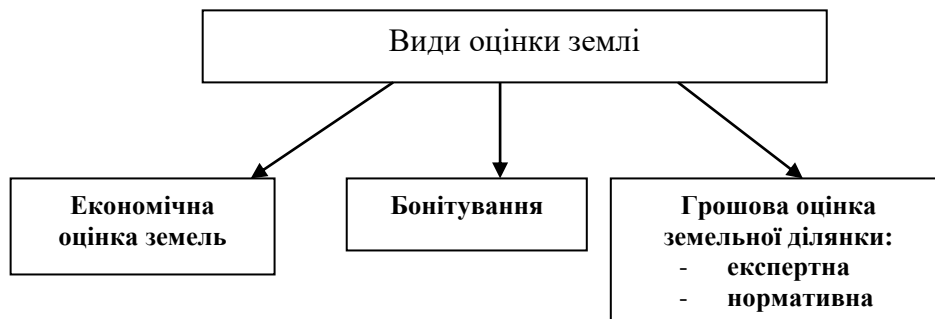 Види оцінки землі
Економічна
оцінка земель
Бонітування
Грошова оцінка
земельної ділянки:
- експертна
- нормативна